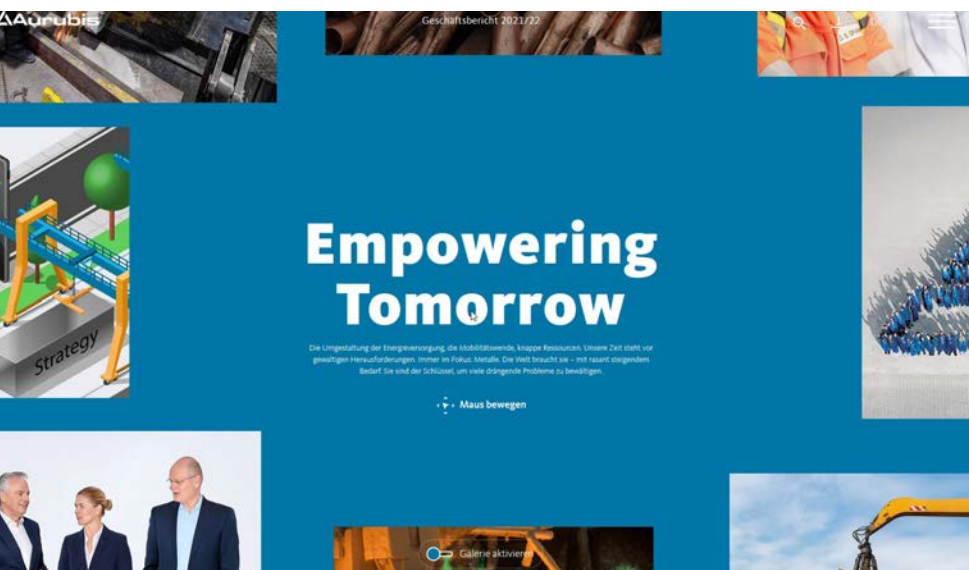 Aurubis
Geschäftsbericht 2021/22
Strategy
Empowering
Tomorrow
Die Umgestaltung der Energieversorgung, die Mobilitätswende, knappe Ressourcen. Unsere Zeit steht vor
gewaltigen Herausforderungen. Immer im Fokus: Metalle. Die Welt braucht sie – mit rasant steigendem
Bedarf. Sie sind der Schlüssel, um viele drängende Probleme zu bewältigen.
Maus bewegen
Galerie aktivieren